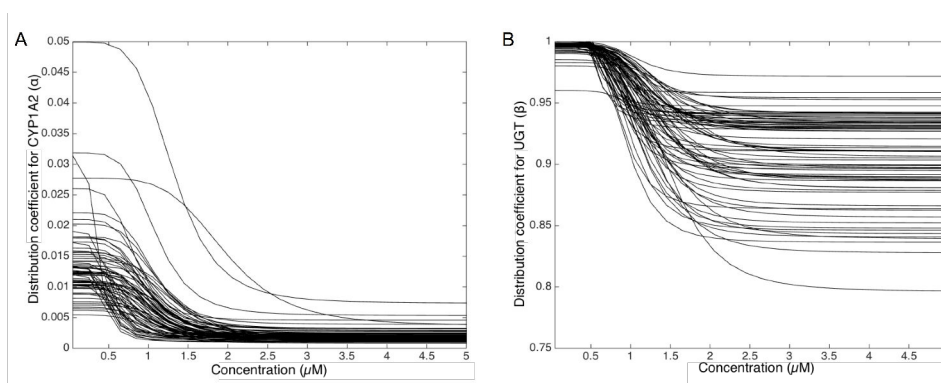 A
Distribution coefficient for CYP1A2 (α)
0.05
0.045
0.04
0.035
0.03
0.025
0.02
0.015
0.01
0.005
0
0.5 1 1.5 2 2.5 3 3.5 4 4.5 5
Concentration (µM)
B
Distribution coefficient for UGT (β)
1
0.95
0.9
0.85
0.8
0.75
0.5 1 1.5 2 2.5 3 3.5 4 4.5
Concentration (µM)